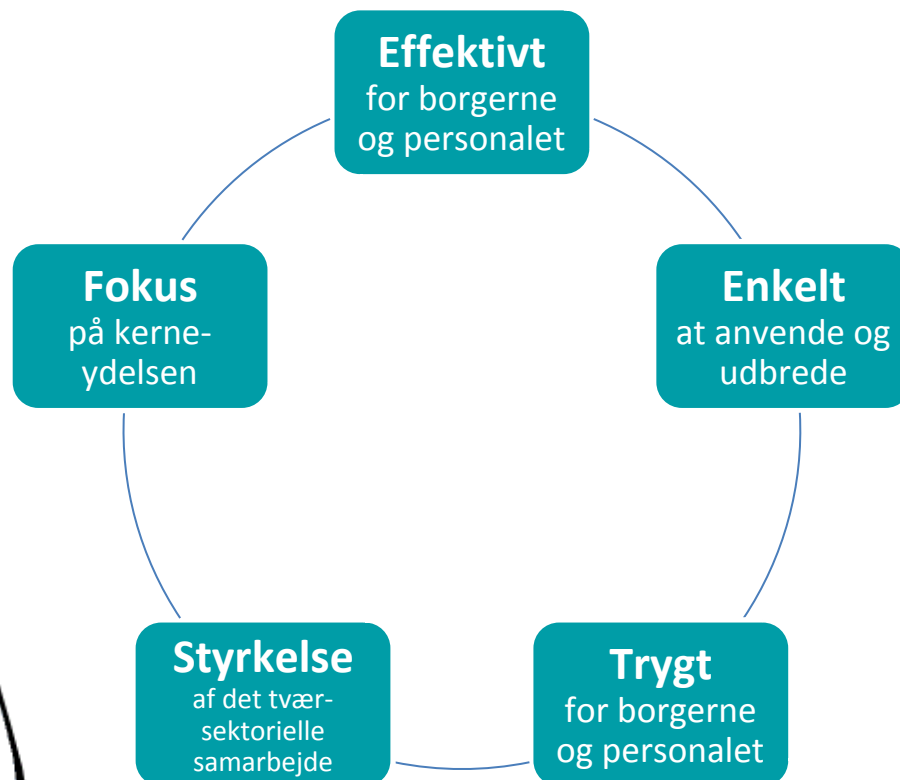 Effektivt
for borgerne
og personalet
Enkelt
at anvende og
udbrede
Trygt
for borgerne
og personalet
Styrkelse
af det tvær-
sektorielle
samarbejde
Fokus
på kerne-
ydelsen